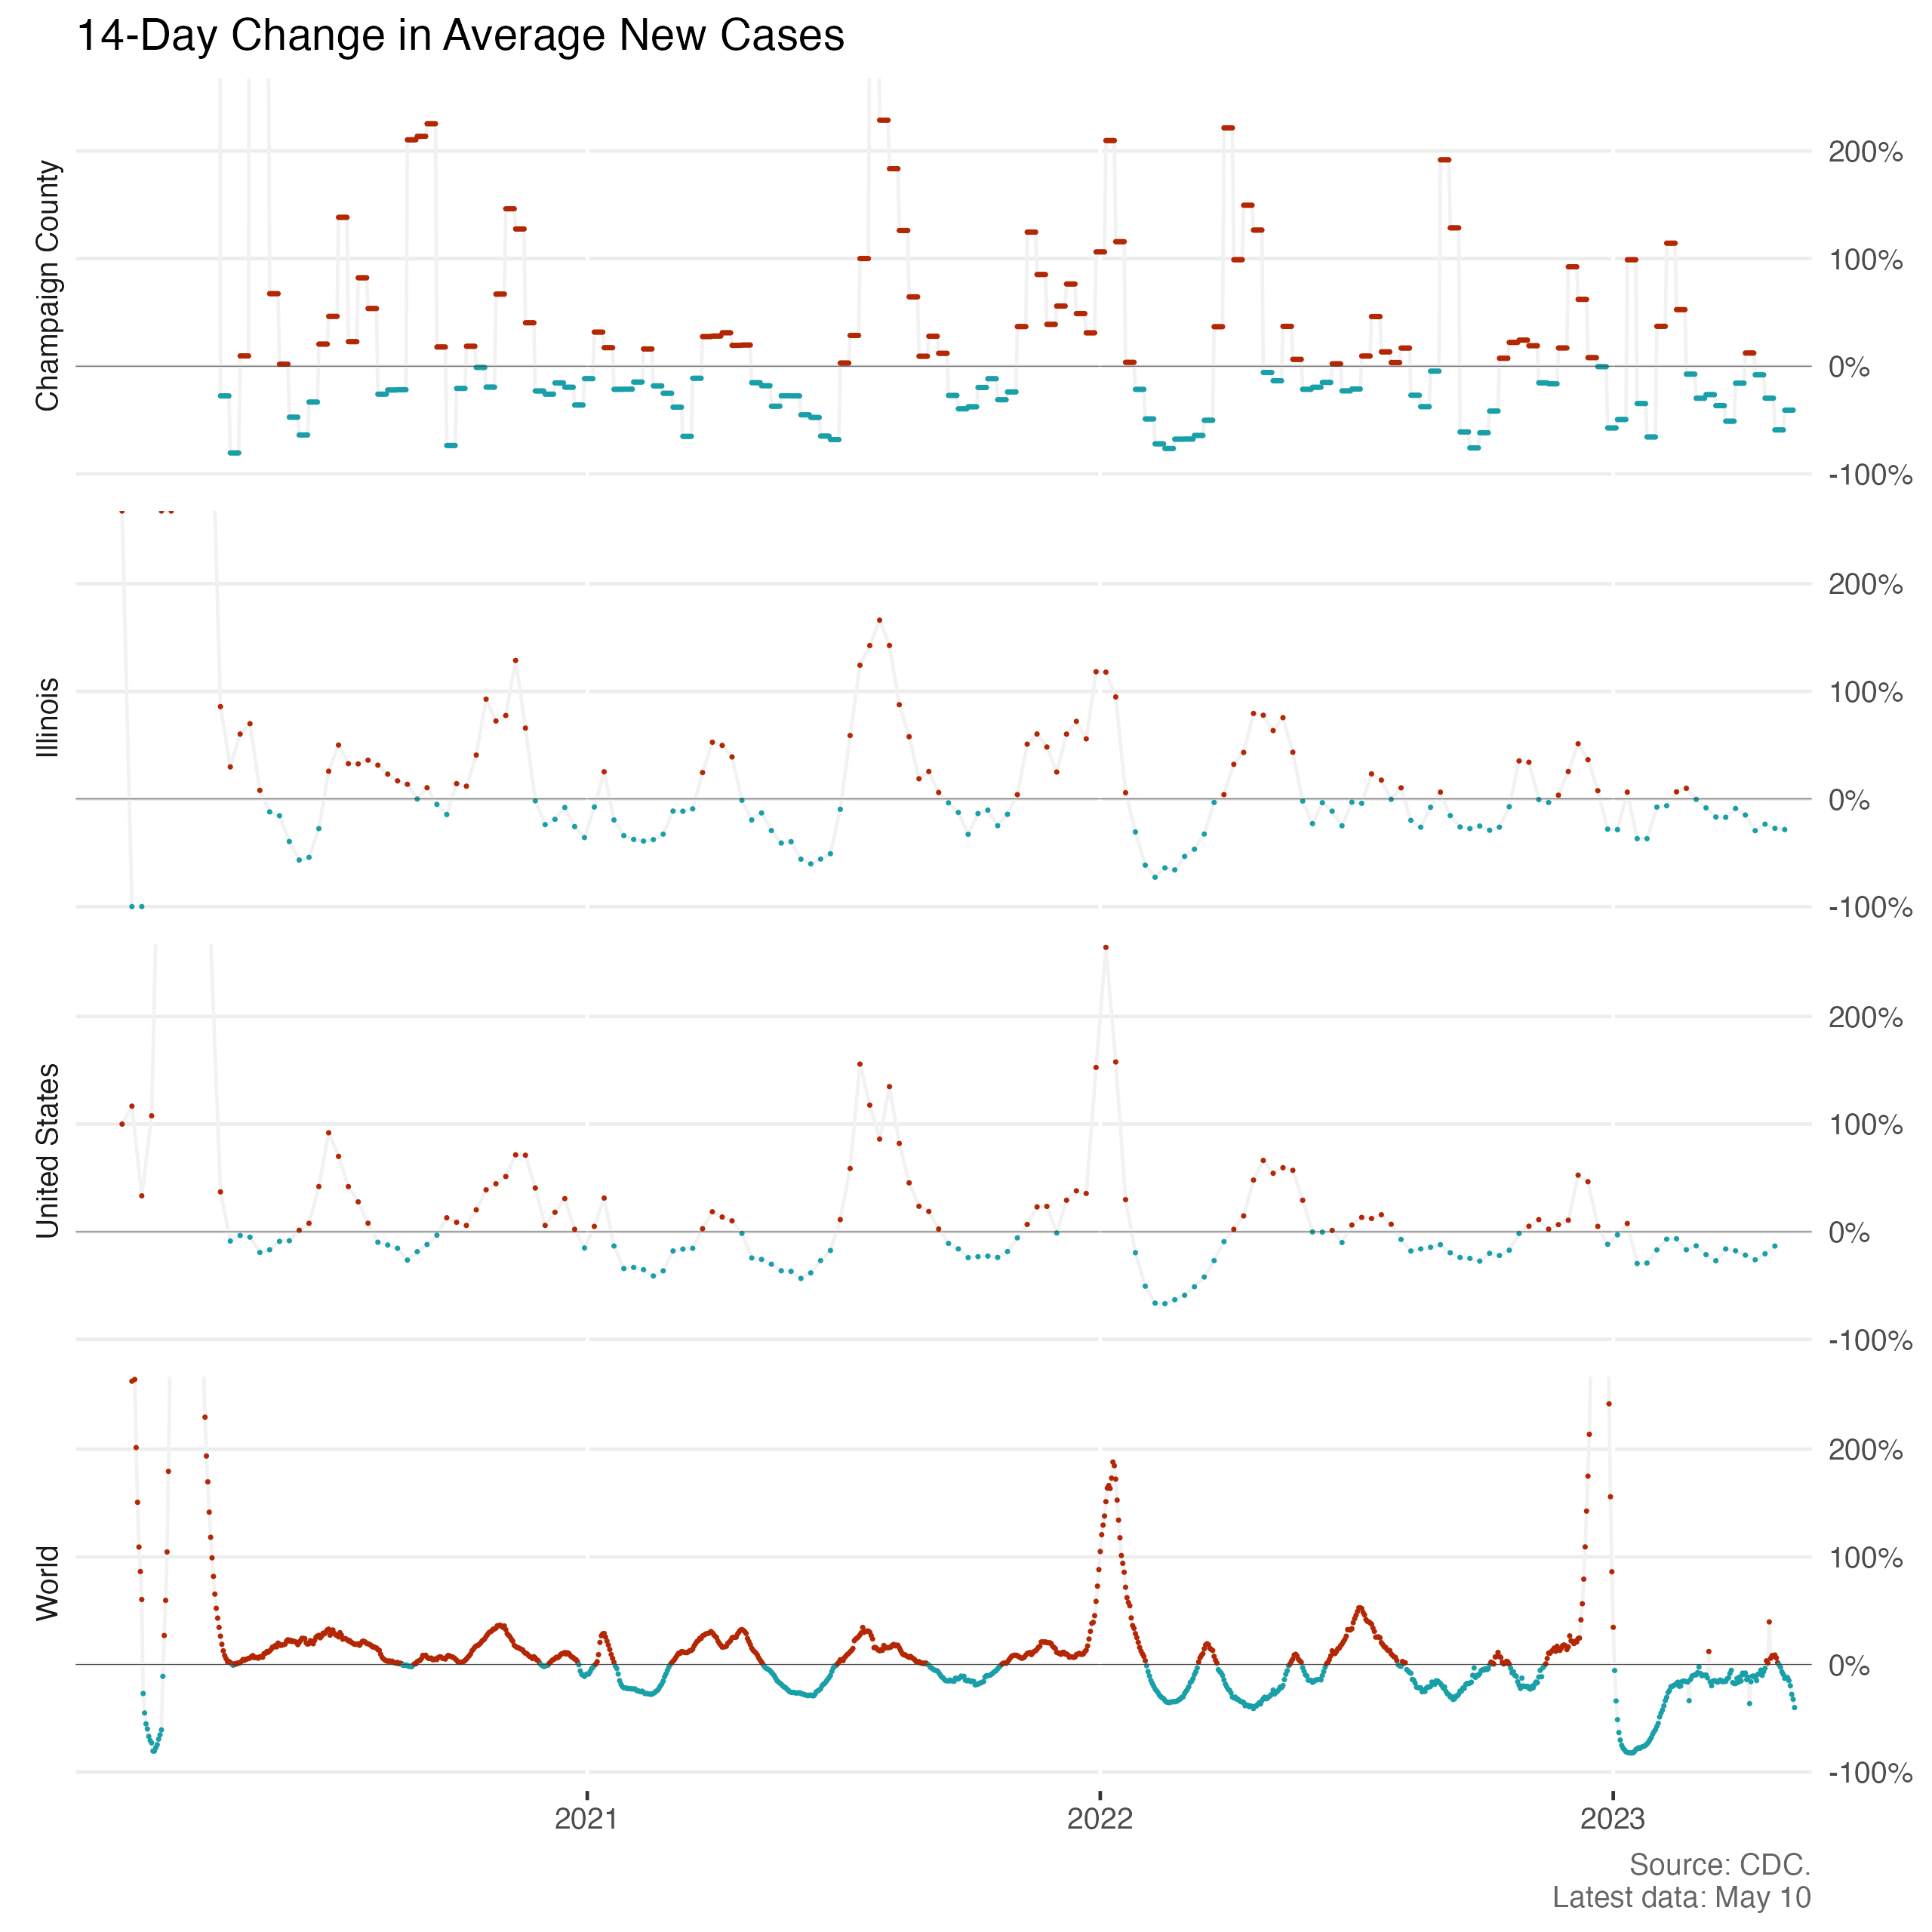 14-Day Change in Average New Cases
Champaign County
200%
100%
0%
-100%
Illinois
200%
100%
0%
-100%
United States
200%
100%
0%
-100%
World
200%
100%
0%
-100%
2021
2022
2023
Source: CDC.
Latest data: May 10